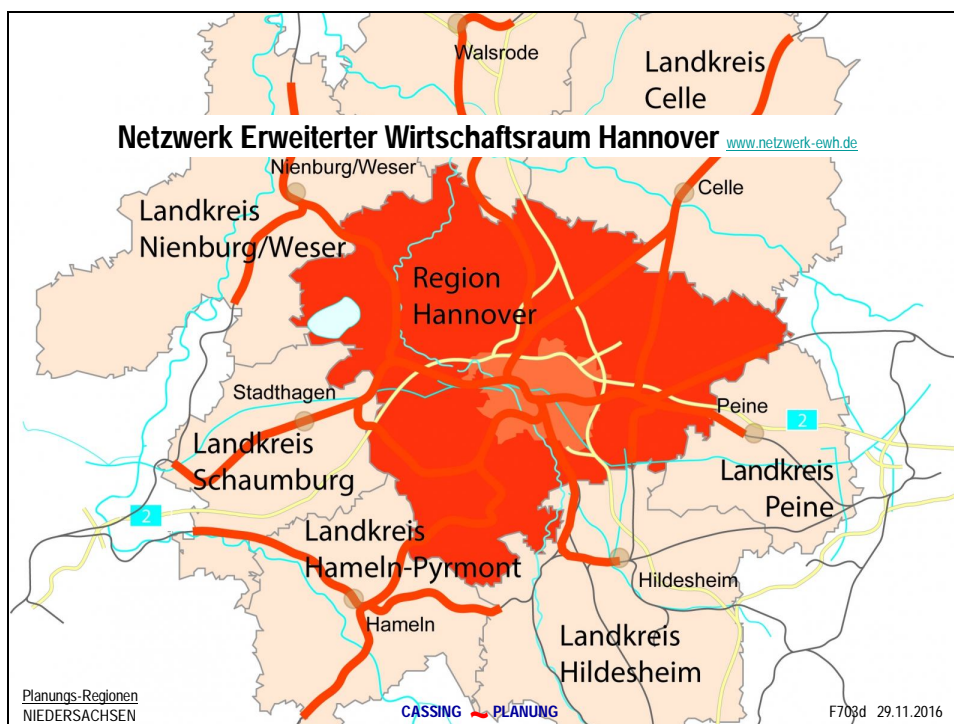 Walsrode
Landkreis
Celle
Netzwerk Erweiterter Wirtschaftsraum Hannover www.netzwerk-ewh.de
Nienburg/Weser
Celle
Landkreis
Nienburg/Weser
Region
Hannover
Stadthagen
Peine
2
Landkreis
Schaumburg
Landkreis
Peine
2
Landkreis
Hameln-Pyrmont
Hildesheim
Hameln
Landkreis
Hildesheim
Planungs-Regionen
NIEDERSACHSEN
CASSING PLANUNG
F703d 29.11.2016